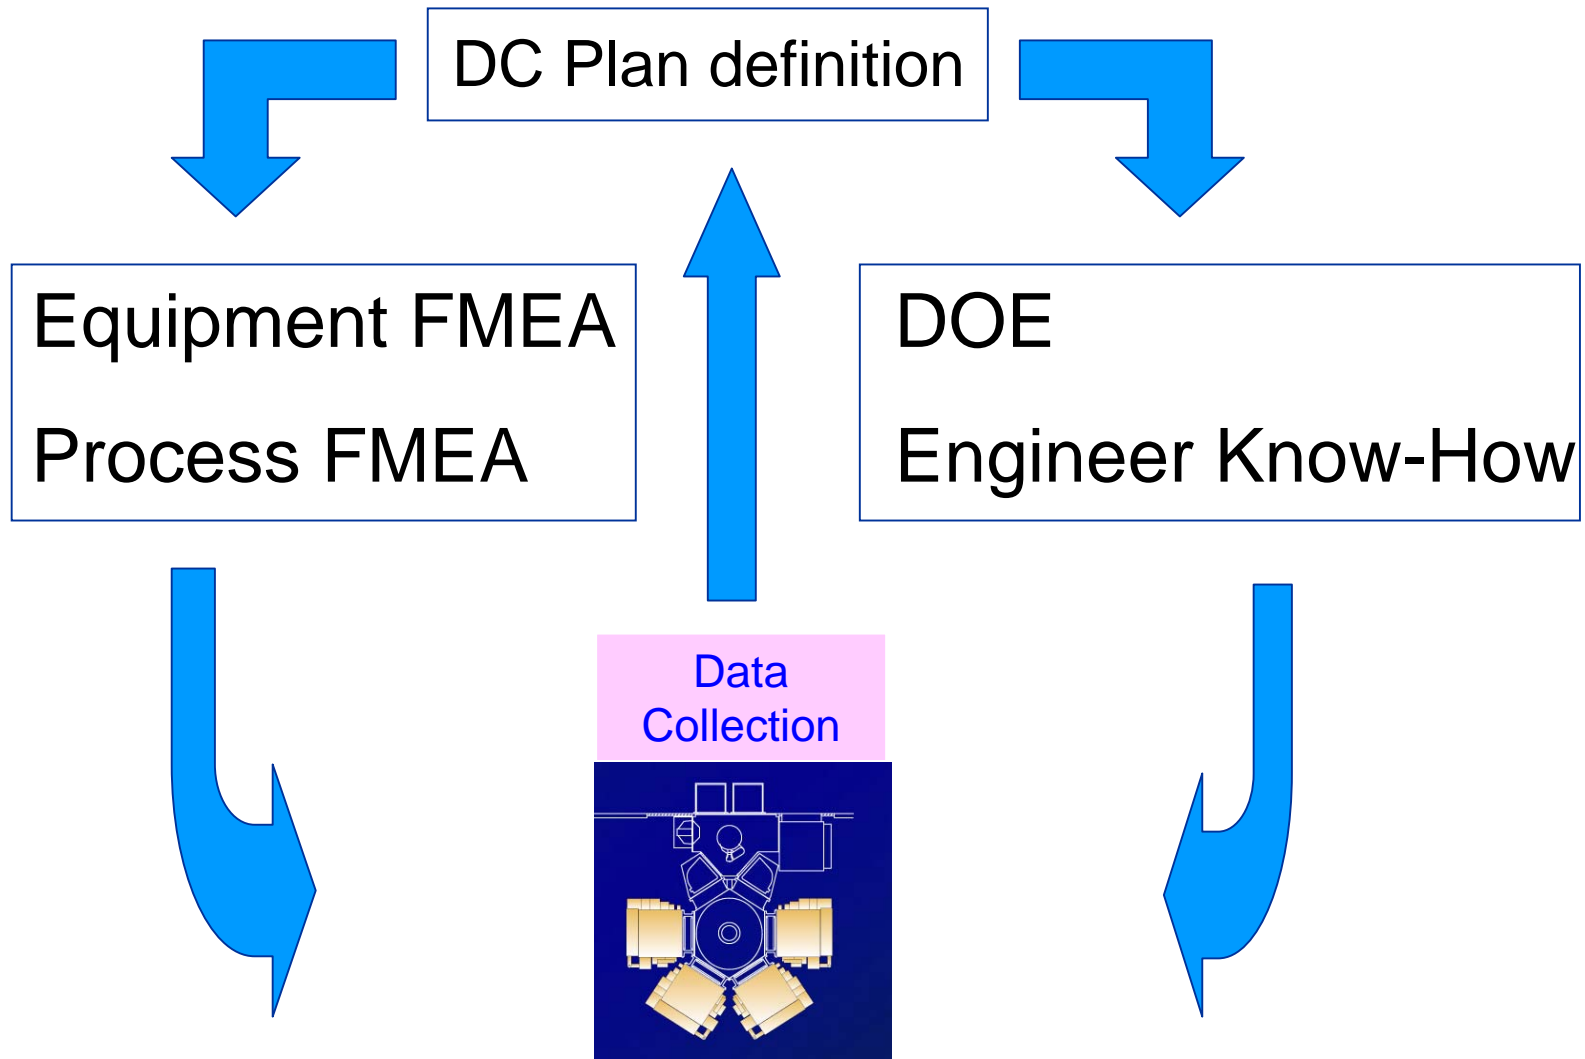 DC Plan definition
Equipment FMEA
Process FMEA
DOE
Engineer Know-How
Data
Collection